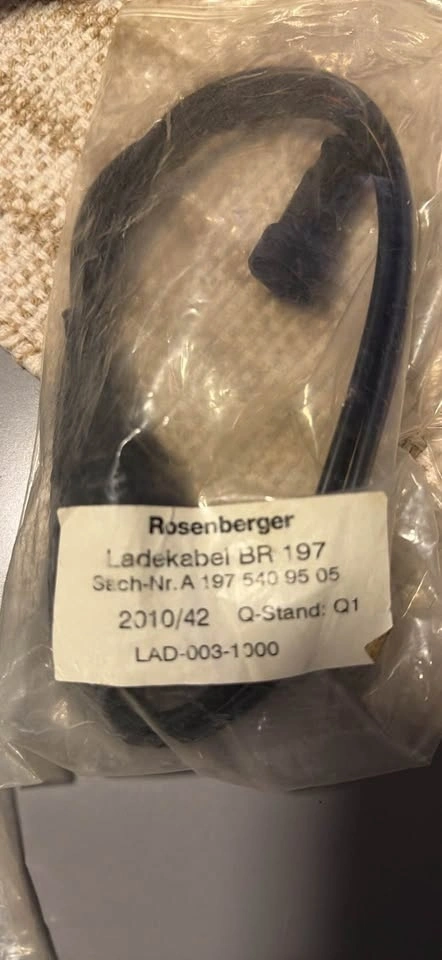 Rosenberger
Ladekabel BR 197
Sach-Nr. A 197 540 95 05
2010/42 Q-Stand: Q1
LAD-003-1000